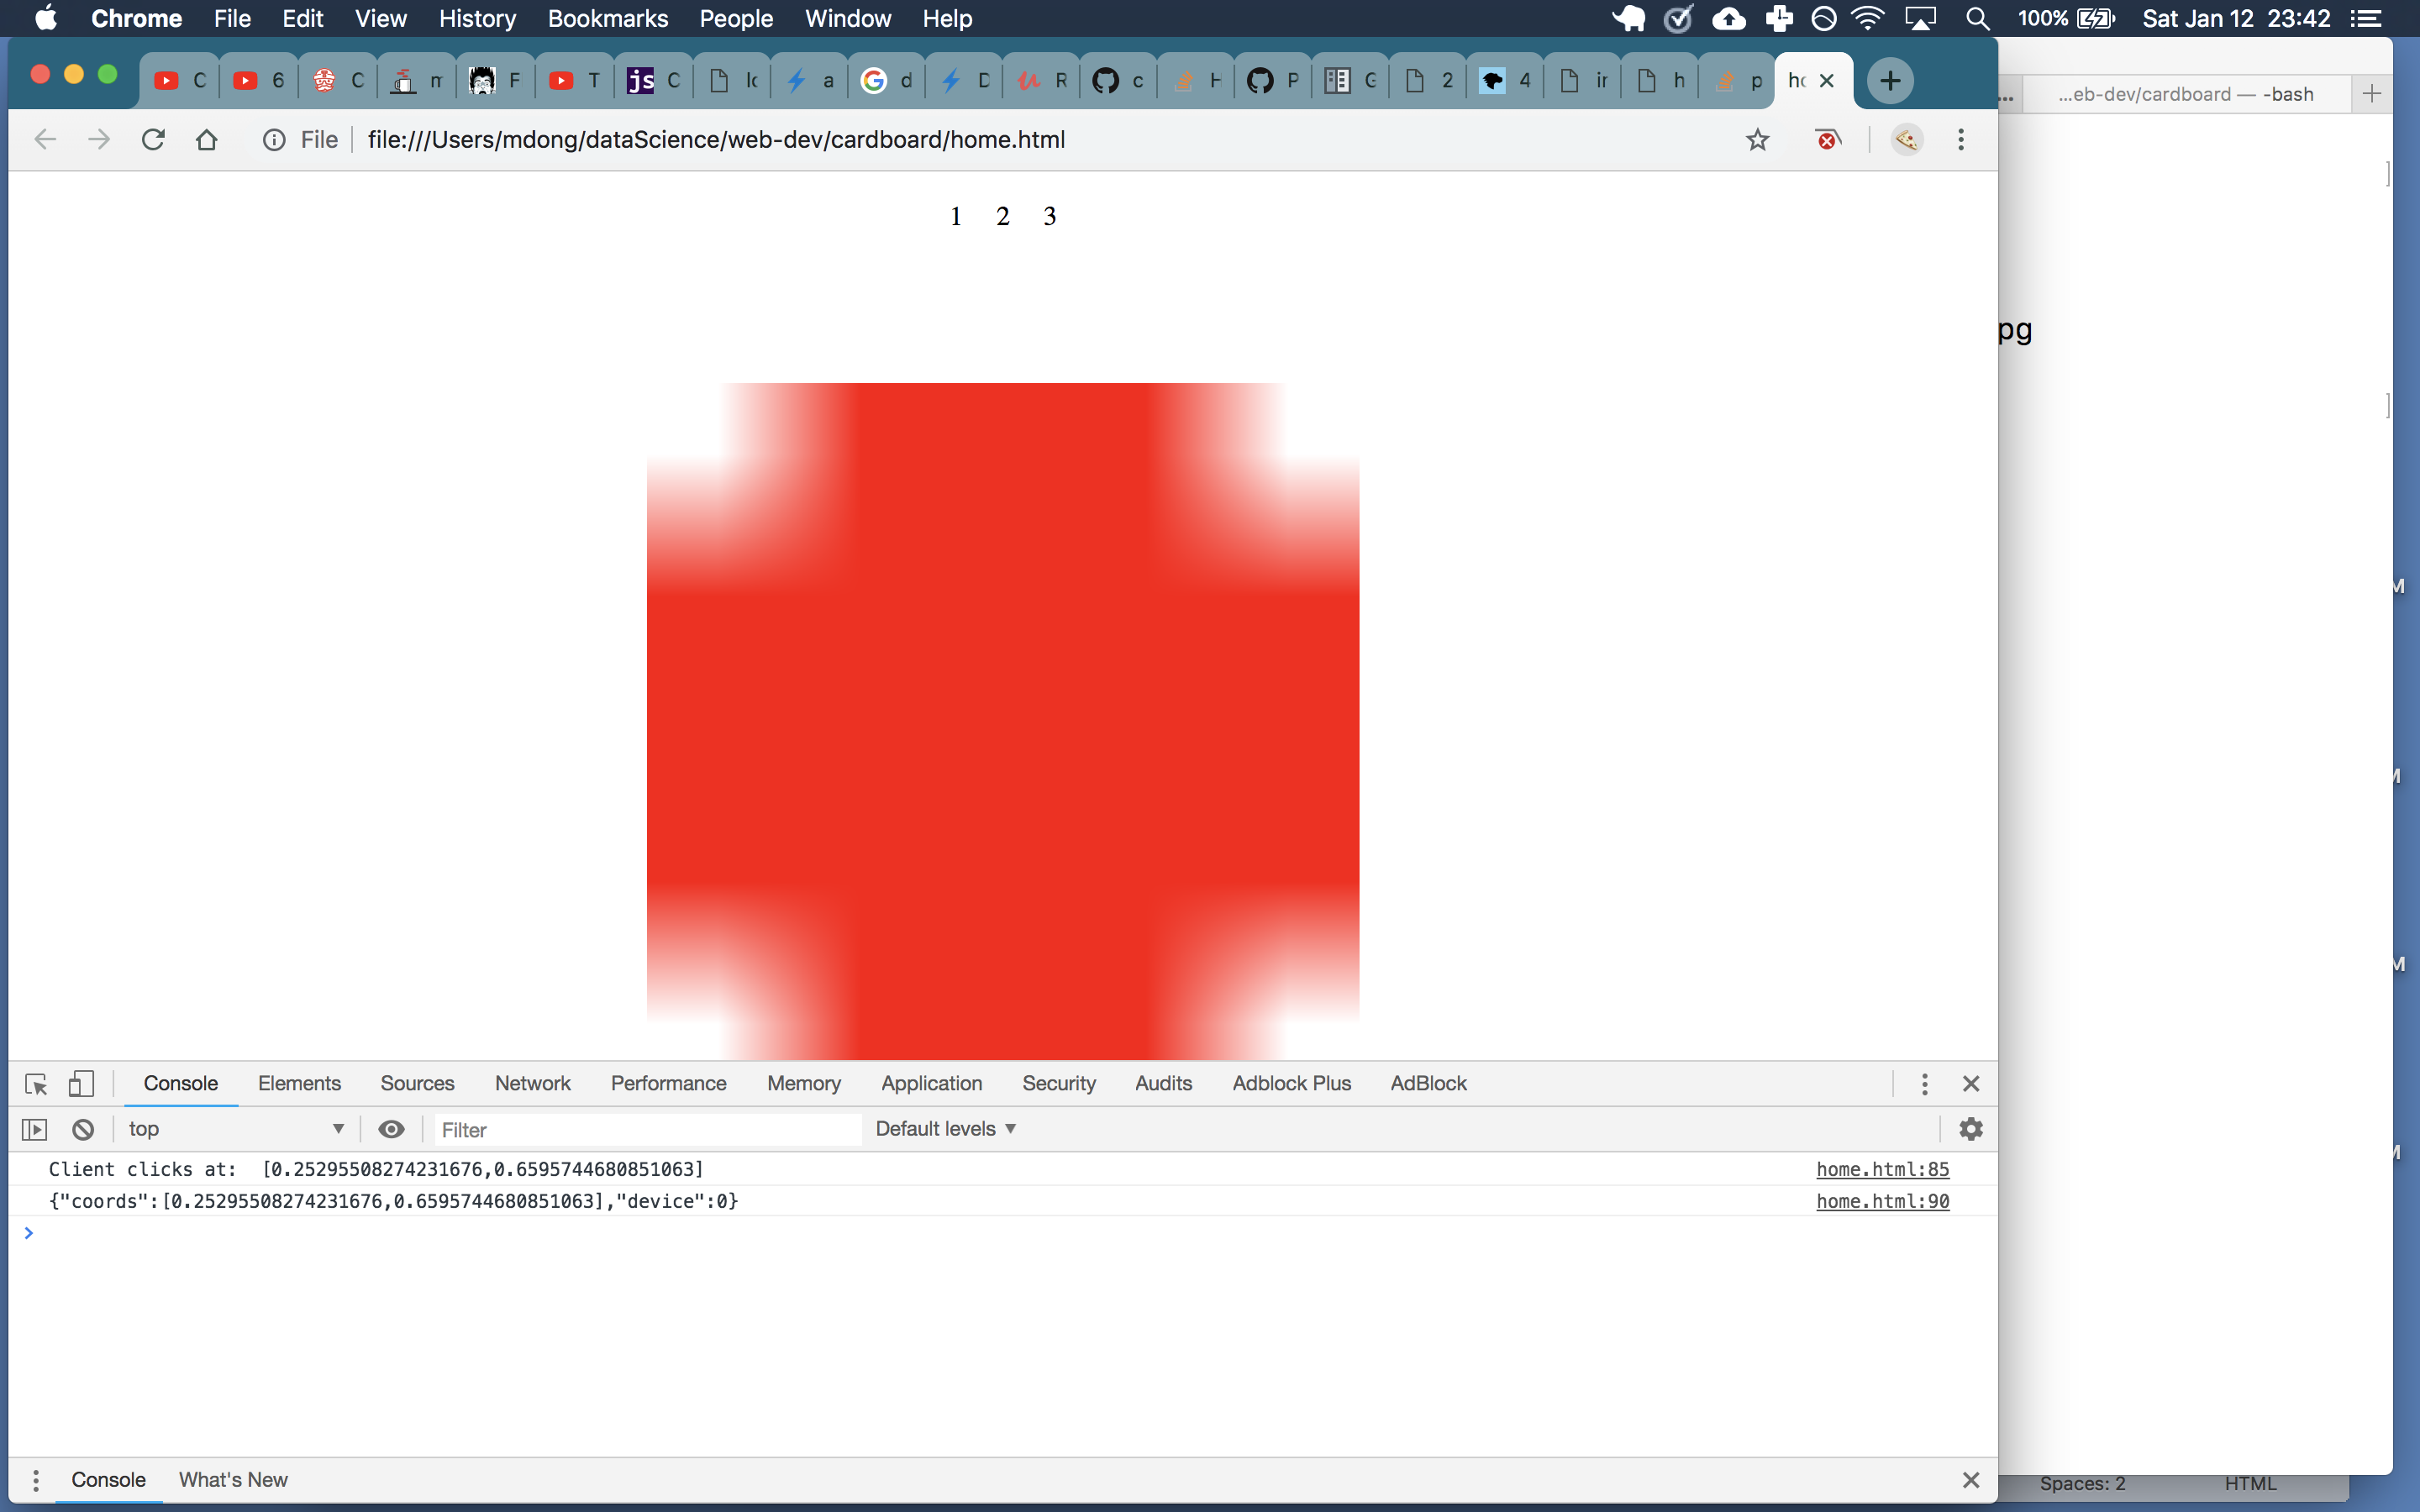 Chrome File Edit View History Bookmarks People Window Help 100% Sat Jan 12 23:42
C 6 C m F T js C lc a d D R c H P G 2 4 in h p hc
...eb-dev/cardboard — -bash
File file:///Users/mdong/dataScience/web-dev/cardboard/home.html
1 2 3
pg
M
M
M
M
Console Elements Sources Network Performance Memory Application Security Audits Adblock Plus AdBlock
top Filter Default levels
Client clicks at: [0.25295508274231676,0.6595744680851063] home.html:85
{"coords":[0.25295508274231676,0.6595744680851063],"device":0} home.html:90
Console What's New
Spaces: 2 HTML